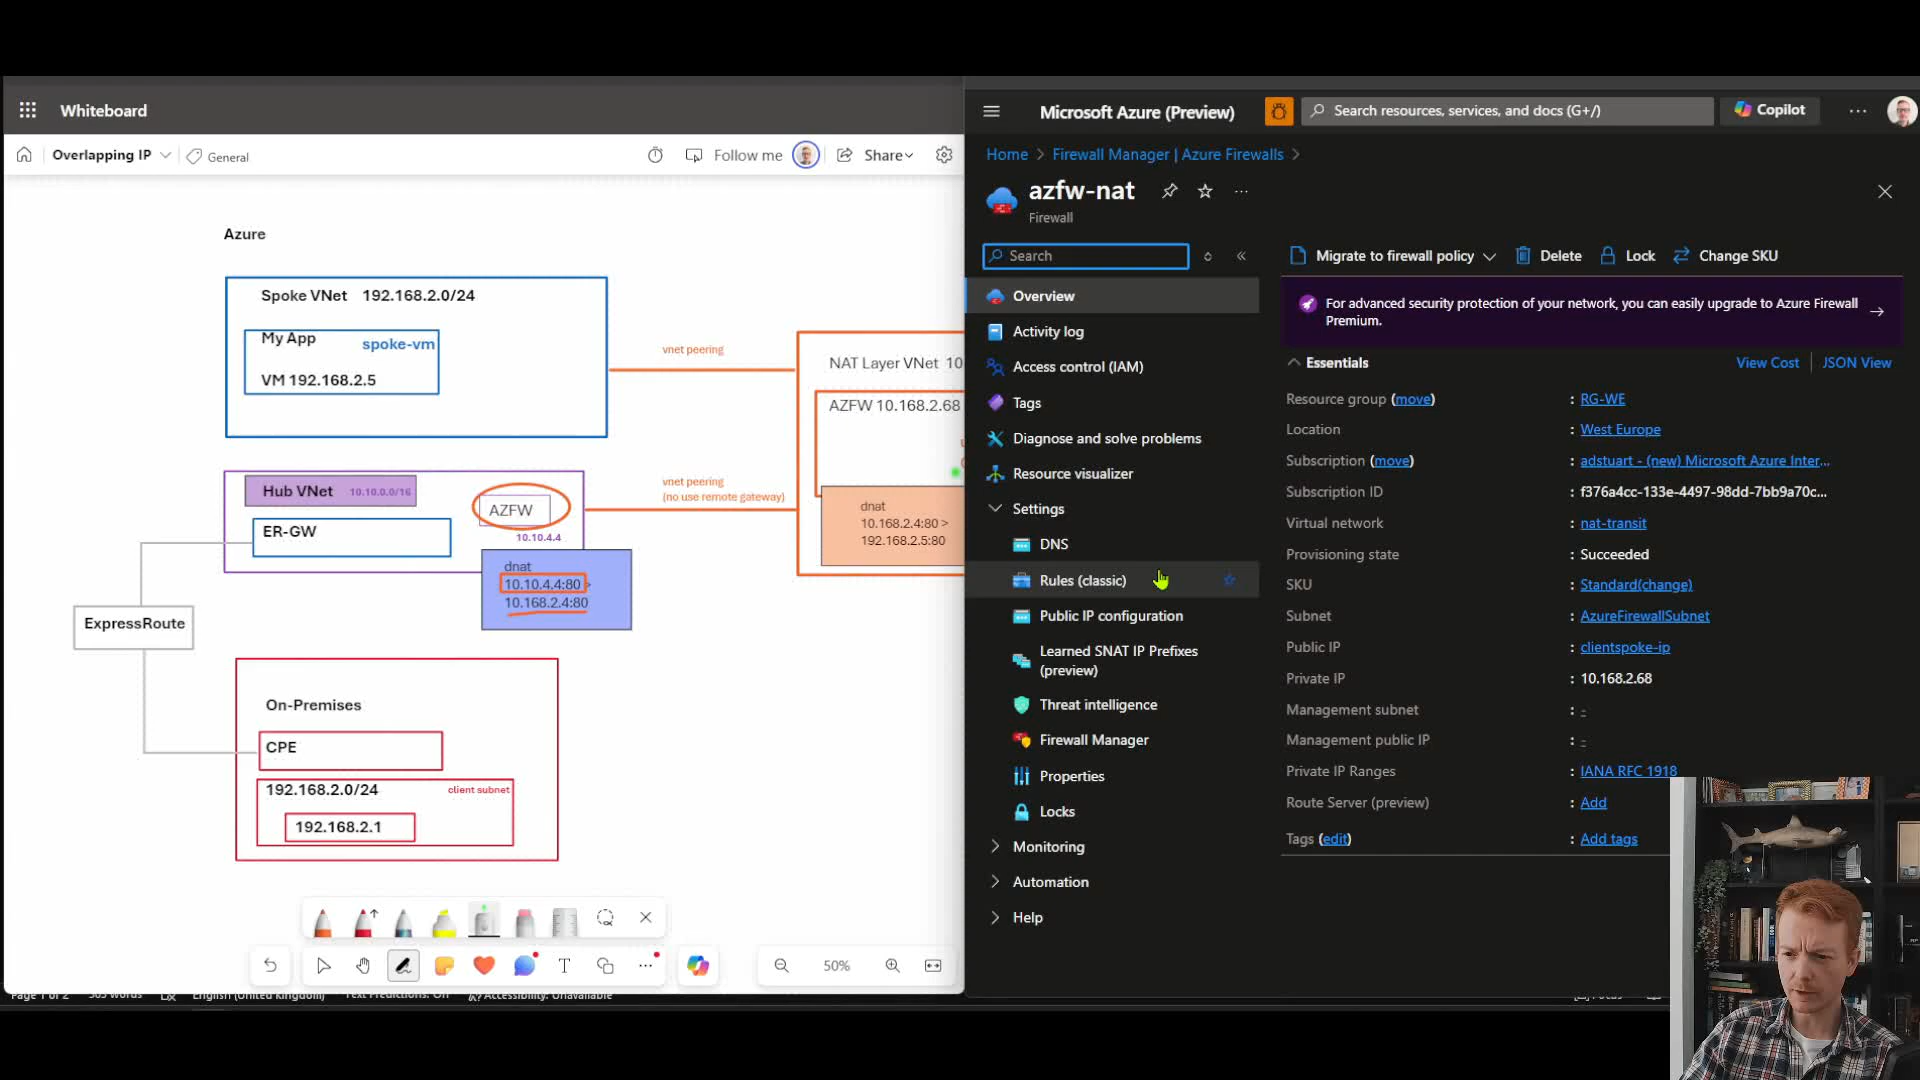 Whiteboard
Overlapping IP
General
Follow me
Share
Azure
Spoke VNet 192.168.2.0/24
My App
spoke-vm
VM 192.168.2.5
vnet peering
NAT Layer VNet 10
AZFW 10.168.2.68
Hub VNet 10.10.0.0/16
AZFW
10.10.4.4
ER-GW
vnet peering
(no use remote gateway)
dnat
10.168.2.4:80 >
192.168.2.5:80
dnat
10.10.4.4:80 >
10.168.2.4:80
ExpressRoute
On-Premises
CPE
192.168.2.0/24
client subnet
192.168.2.1
50%
English (United Kingdom)
Text Predictions: On
Accessibility: Unavailable
Microsoft Azure (Preview)
Search resources, services, and docs (G+/)
Copilot
Home > Firewall Manager | Azure Firewalls >
azfw-nat
Firewall
Search
Overview
Activity log
Access control (IAM)
Tags
Diagnose and solve problems
Resource visualizer
Settings
DNS
Rules (classic)
Public IP configuration
Learned SNAT IP Prefixes
(preview)
Threat intelligence
Firewall Manager
Properties
Locks
Monitoring
Automation
Help
Migrate to firewall policy
Delete
Lock
Change SKU
For advanced security protection of your network, you can easily upgrade to Azure Firewall
Premium.
Essentials
View Cost
JSON View
Resource group (move) : RG-WE
Location : West Europe
Subscription (move) : adstuart - (new) Microsoft Azure Inter...
Subscription ID : f376a4cc-133e-4497-98dd-7bb9a70c...
Virtual network : nat-transit
Provisioning state : Succeeded
SKU : Standard(change)
Subnet : AzureFirewallSubnet
Public IP : clientspoke-ip
Private IP : 10.168.2.68
Management subnet : -
Management public IP : -
Private IP Ranges : IANA RFC 1918
Route Server (preview) : Add
Tags (edit) : Add tags